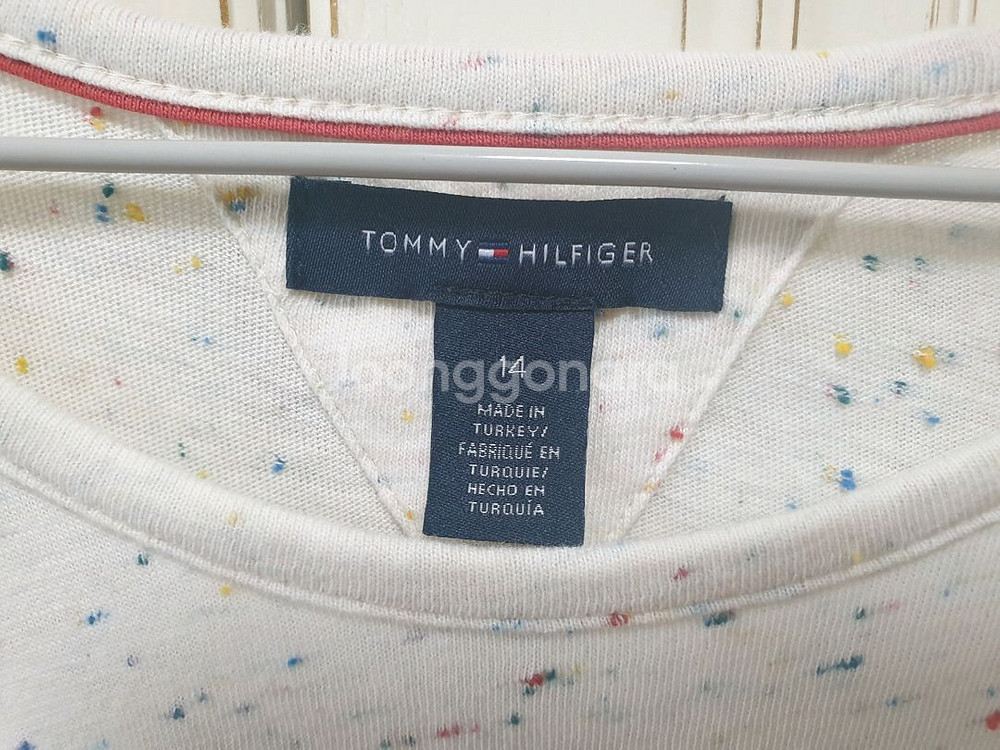 TOMMY HILFIGER
14
MADE IN
TURKEY/
FABRIQUÉ EN
TURQUIE/
HECHO EN
TURQUÍA